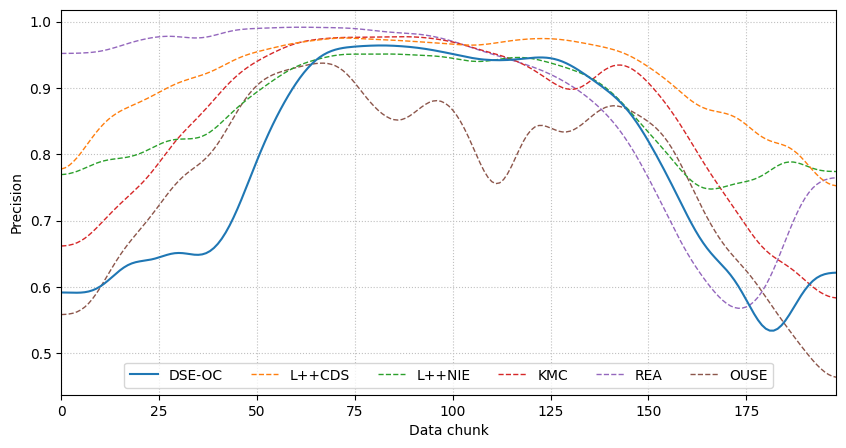 1.0
0.9
0.8
0.7
0.6
0.5
Precision
DSE-OC L++CDS L++NIE KMC REA OUSE
0 25 50 75 100 125 150 175
Data chunk